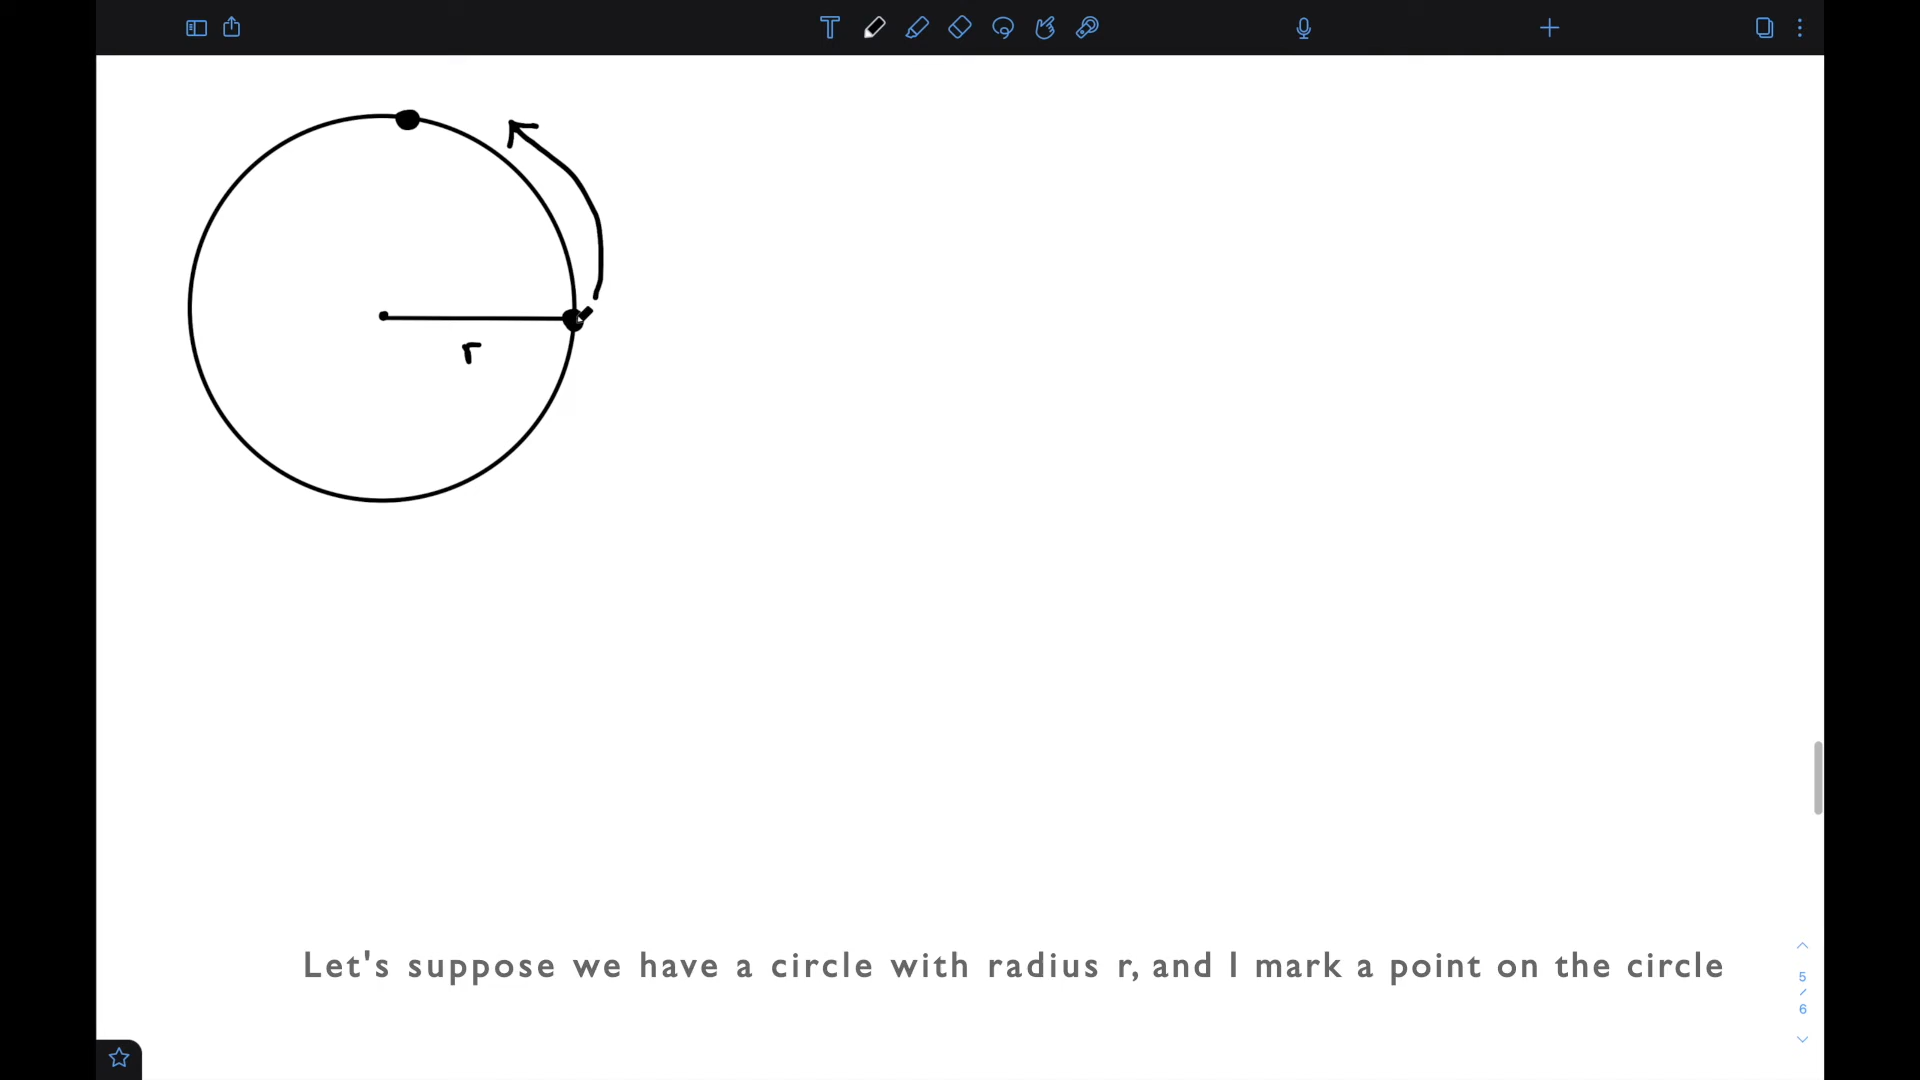 r
Let's suppose we have a circle with radius r, and I mark a point on the circle
5
/
6